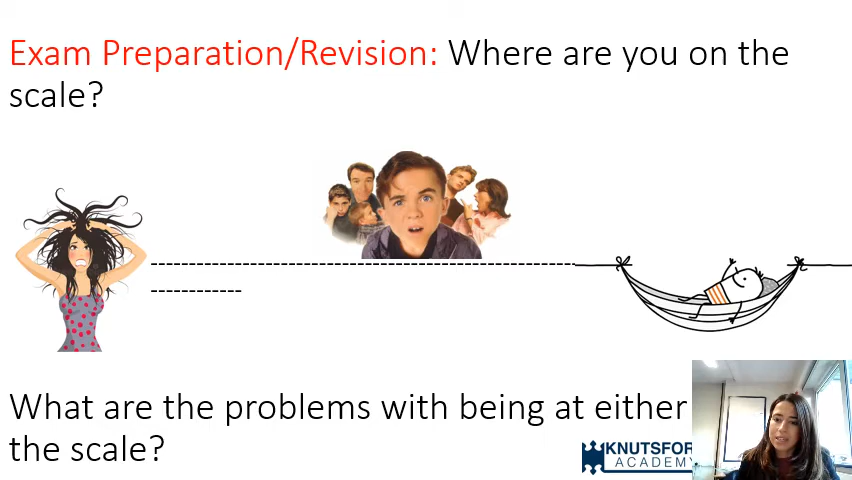 Exam Preparation/Revision: Where are you on the
scale?
What are the problems with being at either
the scale?
KNUTSFOR
ACADEMY